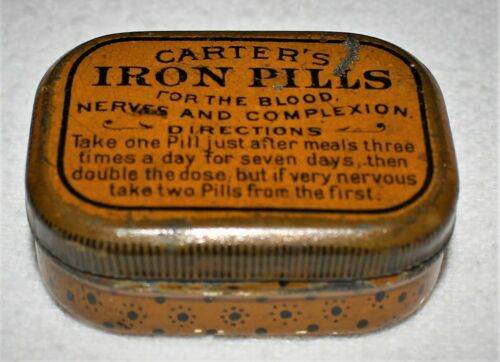 CARTER'S
IRON PILLS
FOR THE BLOOD,
NERVES AND COMPLEXION.
DIRECTIONS
Take one Pill just after meals three
times a day for seven days, then
double the dose, but if very nervous
take two Pills from the first.